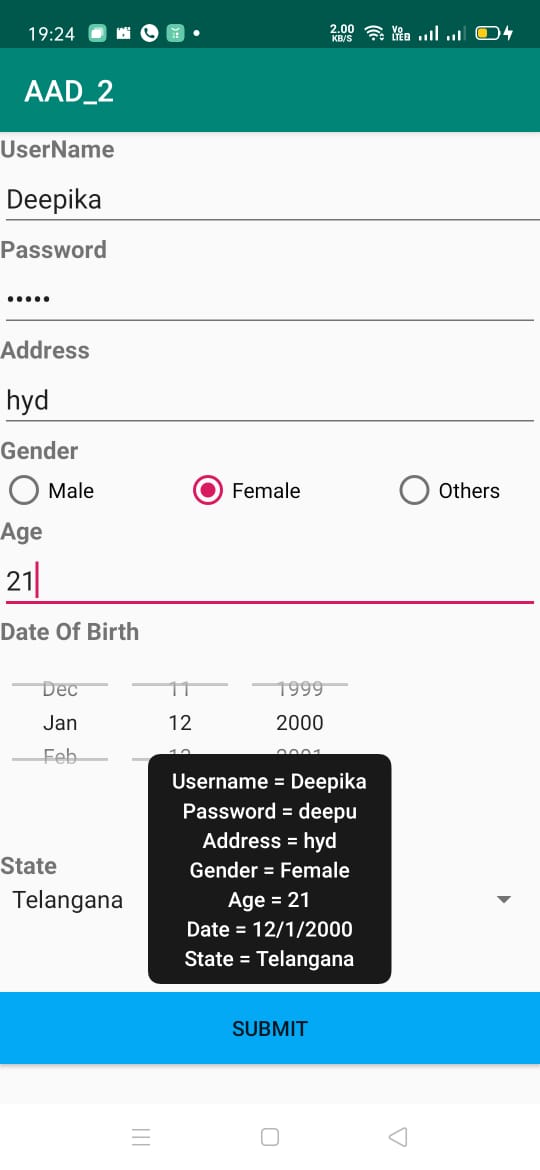 19:24 2.00 KB/S Vo LTE
AAD_2
UserName
Deepika
Password
•••••
Address
hyd
Gender
Male Female Others
Age
21
Date Of Birth
Dec 11 1999
Jan 12 2000
Feb 13 2001
Username = Deepika
Password = deepu
Address = hyd
Gender = Female
Age = 21
Date = 12/1/2000
State = Telangana
State
Telangana
SUBMIT